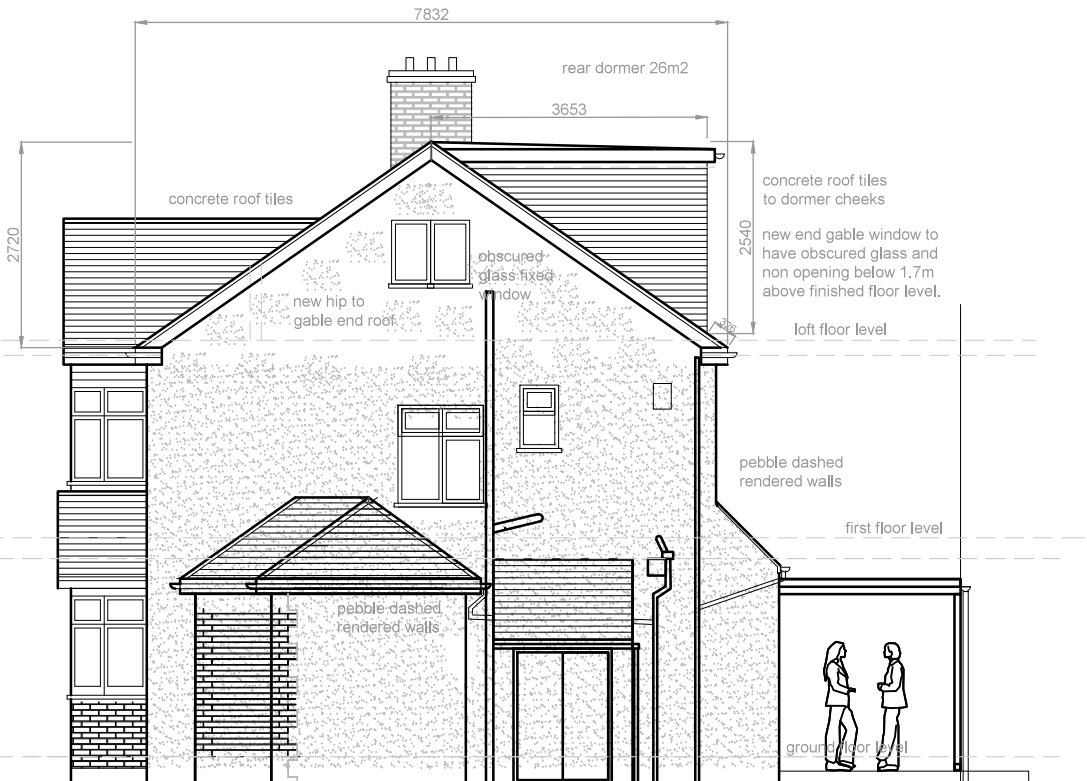 7832
rear dormer 26m2
3653
concrete roof tiles
to dormer cheeks
concrete roof tiles
2720
2540
new end gable window to
have obscured glass and
non opening below 1.7m
above finished floor level.
obscured
glass fixed
window
new hip to
gable end roof
326
loft floor level
pebble dashed
rendered walls
first floor level
pebble dashed
rendered walls
ground floor level